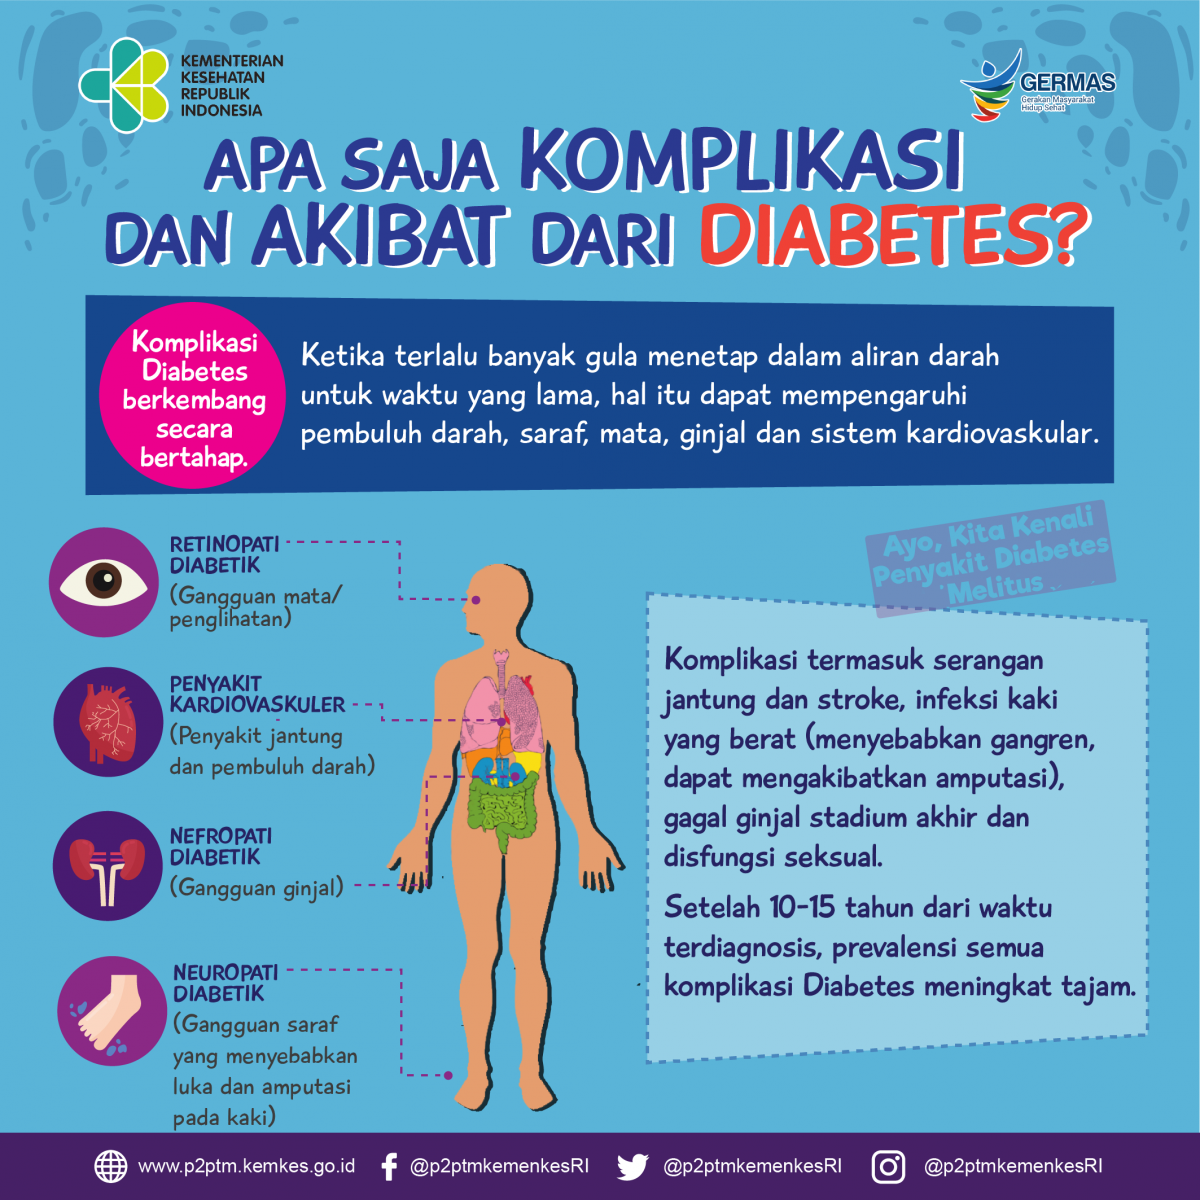 KEMENTERIAN
KESEHATAN
REPUBLIK
INDONESIA
GERMAS
Gerakan Masyarakat
Hidup Sehat
APA SAJA KOMPLIKASI
DAN AKIBAT DARI DIABETES?
Komplikasi
Diabetes
berkembang
secara
bertahap.
Ketika terlalu banyak gula menetap dalam aliran darah
untuk waktu yang lama, hal itu dapat mempengaruhi
pembuluh darah, saraf, mata, ginjal dan sistem kardiovaskular.
RETINOPATI
DIABETIK
(Gangguan mata/
penglihatan)
PENYAKIT
KARDIOVASKULER
(Penyakit jantung
dan pembuluh darah)
NEFROPATI
DIABETIK
(Gangguan ginjal)
NEUROPATI
DIABETIK
(Gangguan saraf
yang menyebabkan
luka dan amputasi
pada kaki)
Ayo, Kita Kenali
Penyakit Diabetes
Melitus
Komplikasi termasuk serangan
jantung dan stroke, infeksi kaki
yang berat (menyebabkan gangren,
dapat mengakibatkan amputasi),
gagal ginjal stadium akhir dan
disfungsi seksual.
Setelah 10-15 tahun dari waktu
terdiagnosis, prevalensi semua
komplikasi Diabetes meningkat tajam.
www.p2ptm.kemkes.go.id
@p2ptmkemenkesRI
@p2ptmkemenkesRI
@p2ptmkemenkesRI